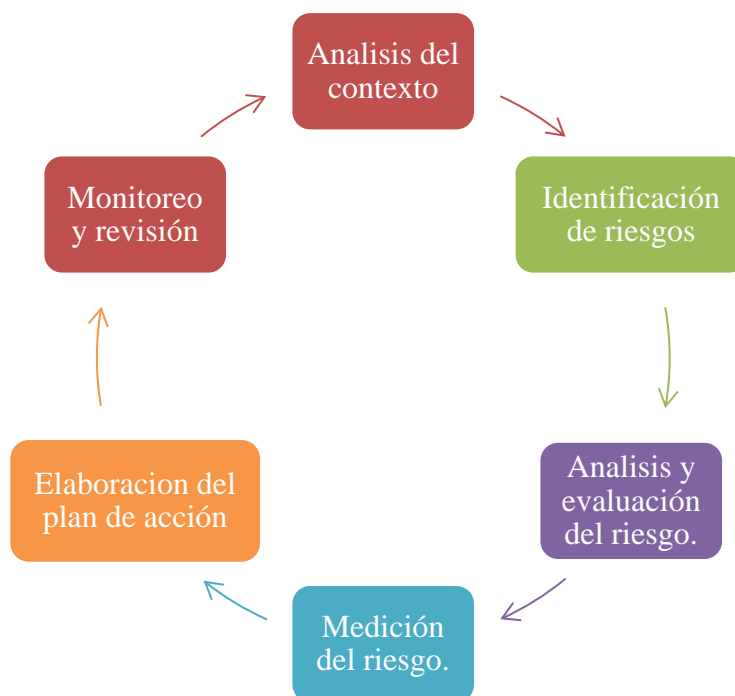 Analisis del
contexto
Identificación
de riesgos
Analisis y
evaluación
del riesgo.
Medición
del riesgo.
Elaboracion del
plan de acción
Monitoreo
y revisión